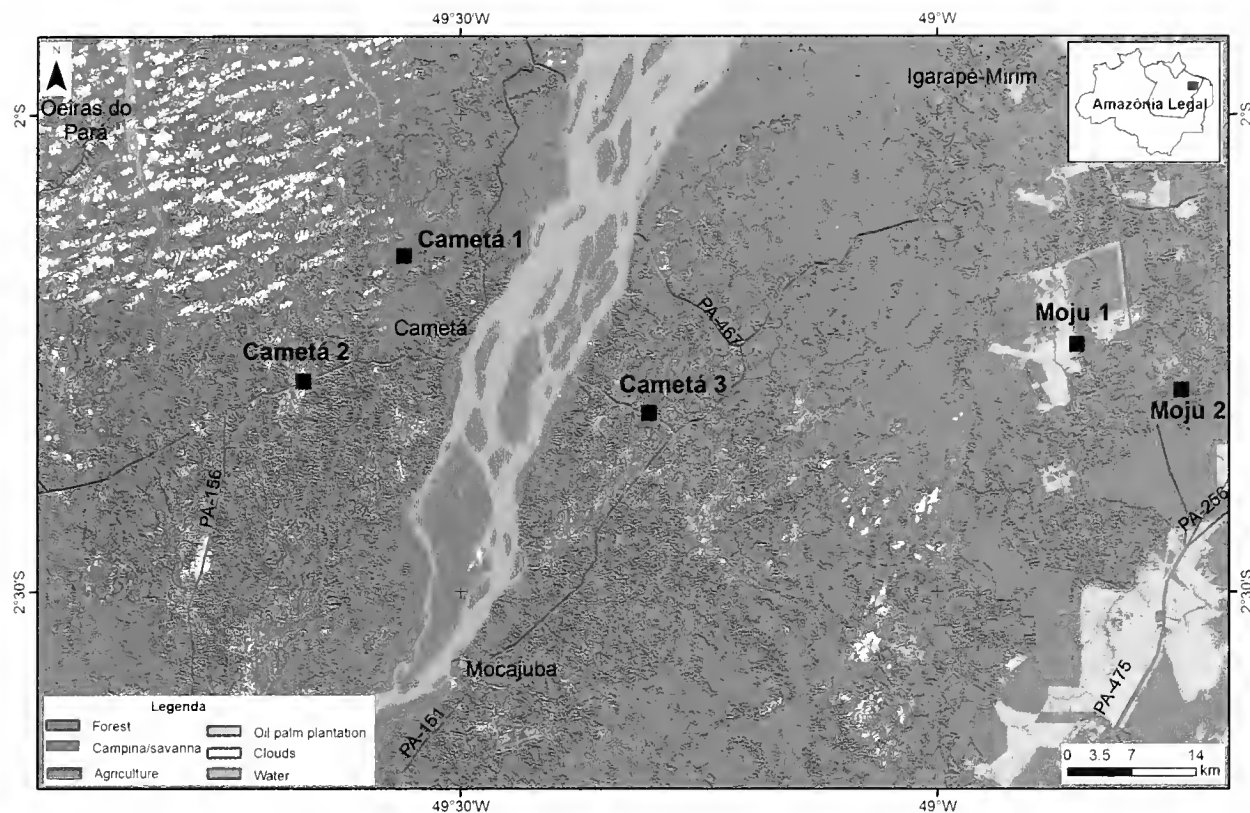 49°30'W
49°W
N
Oeiras do
Pará
Igarapé-Mirim
Amazônia Legal
2°S
2°S
Cametá 1
PA-467
Cametá
Moju 1
Cametá 2
Cametá 3
Moju 2
PA-156
PA-256
2°30'S
2°30'S
Mocajuba
PA-475
PA-151
Legenda
Forest
Oil palm plantation
Campina/savanna
Clouds
Agriculture
Water
0 3.5 7 14
km
49°30'W
49°W